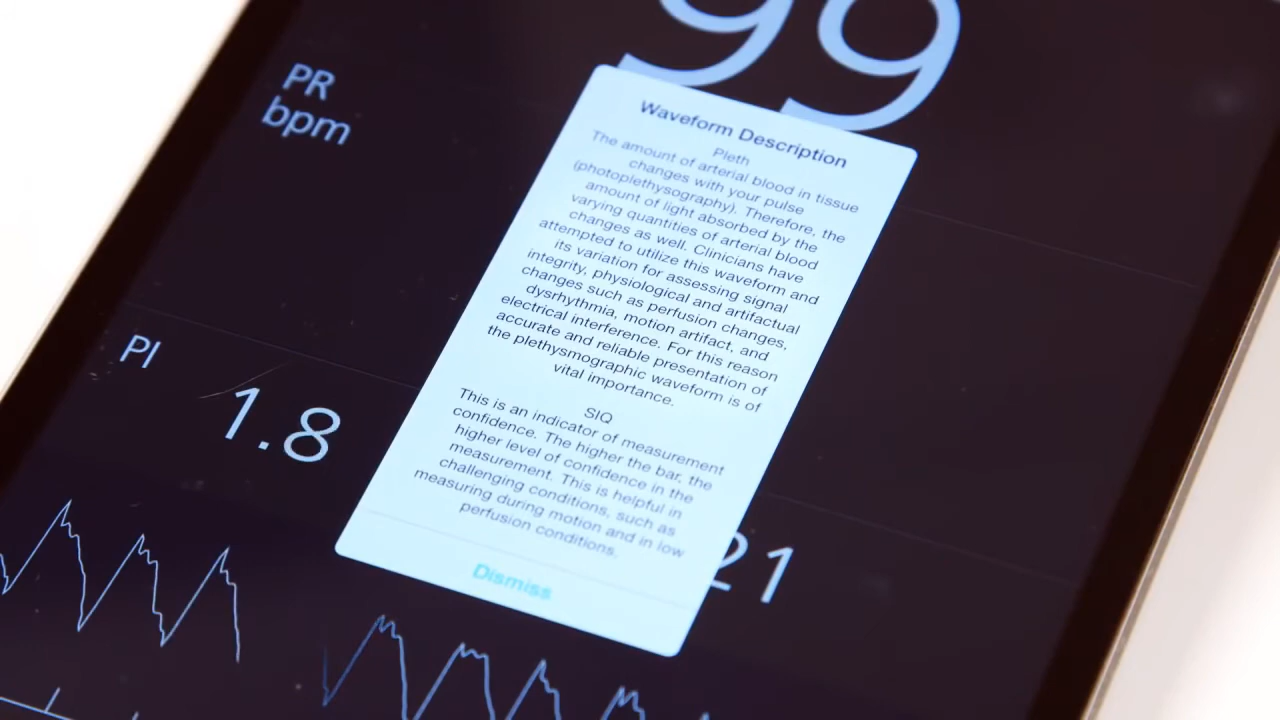 99
PR
bpm
Waveform Description
Pleth
The amount of arterial blood in tissue
changes with your pulse
(photoplethysography). Therefore, the
amount of light absorbed by the
varying quantities of arterial blood
changes as well. Clinicians have
attempted to utilize this waveform and
its variation for assessing signal
integrity, physiological and artifactual
changes such as perfusion changes,
dysrhythmia, motion artifact, and
electrical interference. For this reason
accurate and reliable presentation of
the plethysmographic waveform is of
vital importance.
SIQ
This is an indicator of measurement
confidence. The higher the bar, the
higher level of confidence in the
measurement. This is helpful in
challenging conditions, such as
measuring during motion and in low
perfusion conditions.
Dismiss
PI
1.8
21